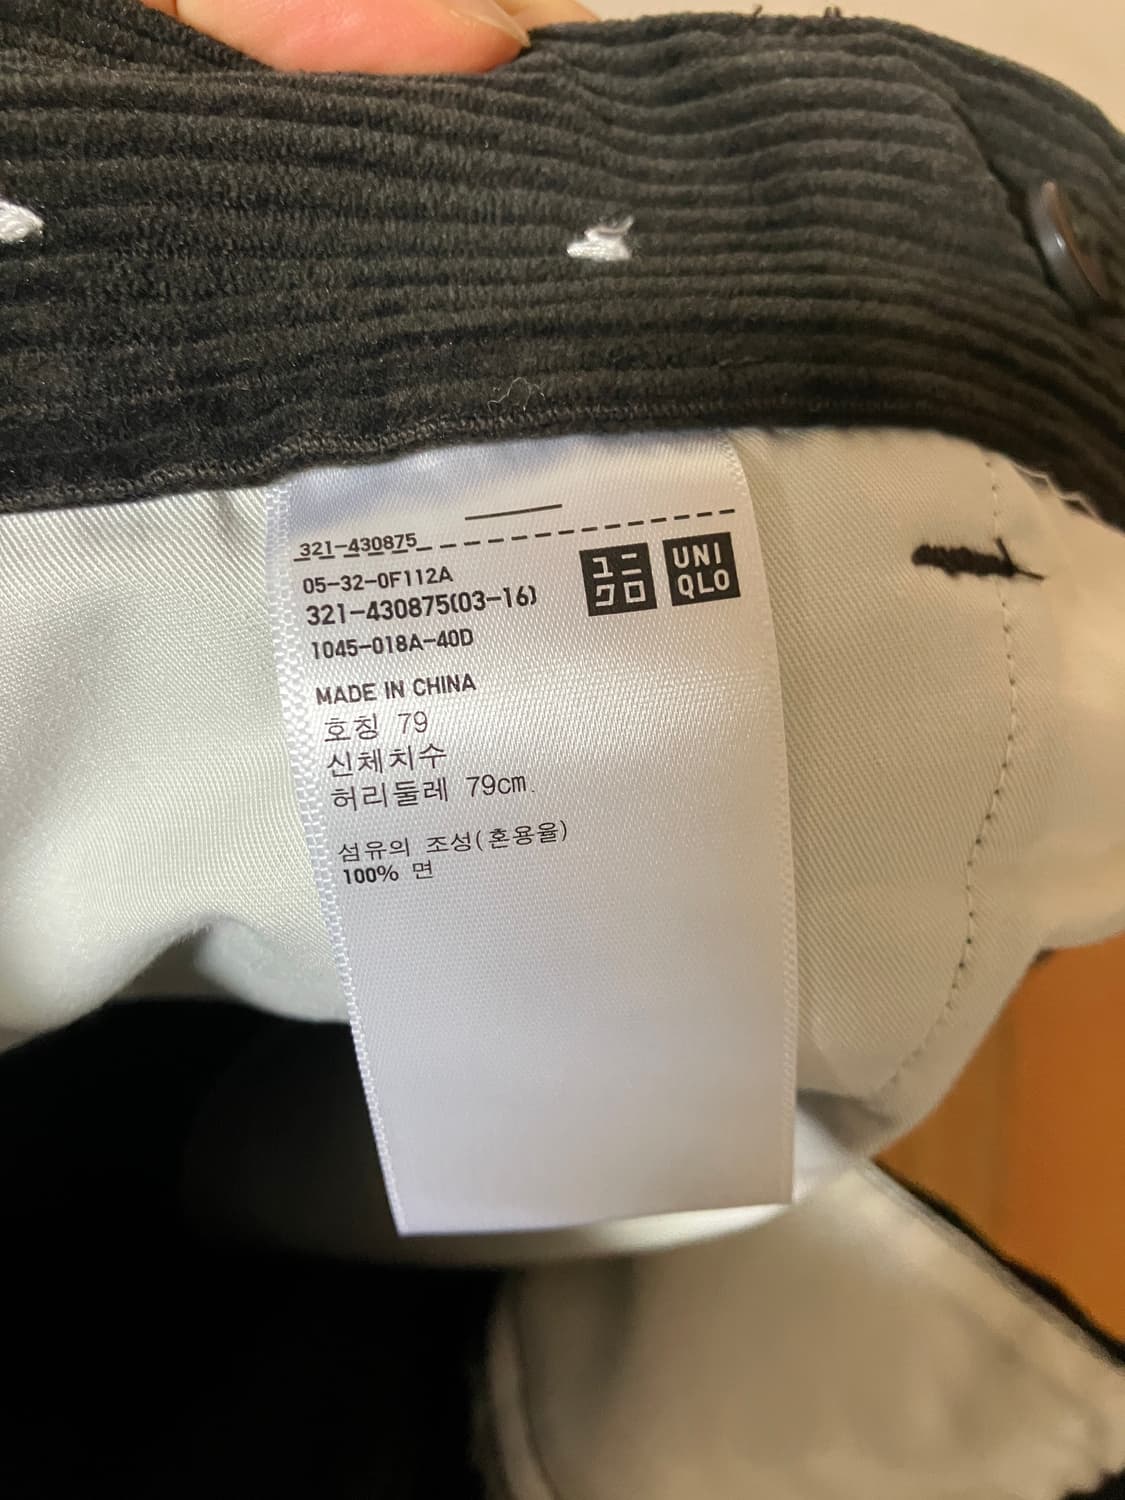 321-430875
05-32-0F112A
321-430875(03-16)
1045-018A-40D
ユニ
クロ
UNI
QLO
MADE IN CHINA
호칭 79
신체치수
허리둘레 79cm.
섬유의 조성(혼용율)
100% 면